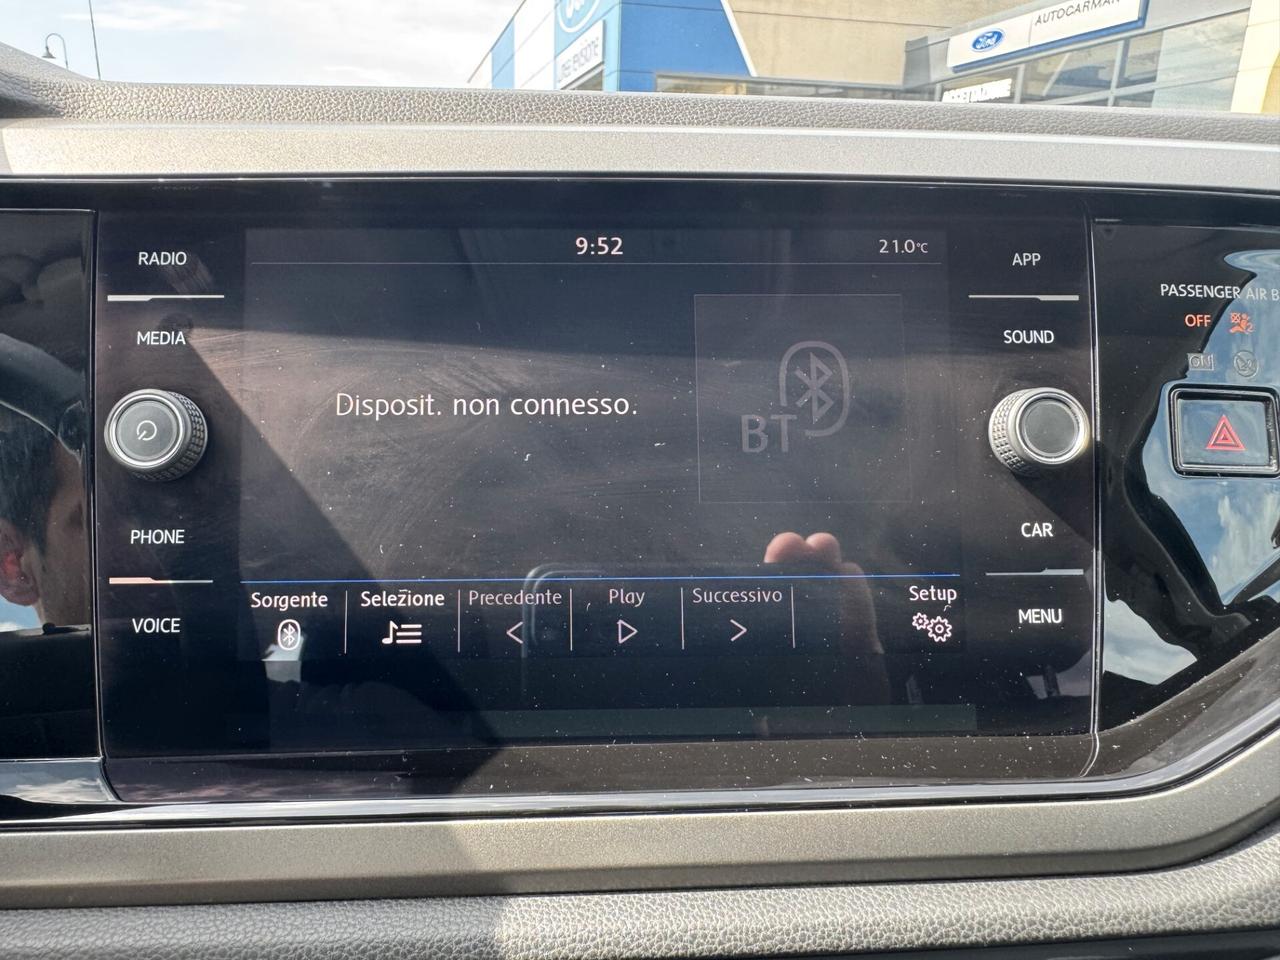 Ford
AUTOCARMAN
RADIO
MEDIA
PHONE
VOICE
9:52
21.0°C
Disposit. non connesso.
BT
Sorgente
Selezione
Precedente
Play
Successivo
Setup
APP
SOUND
CAR
MENU
PASSENGER AIR B
OFF
ON